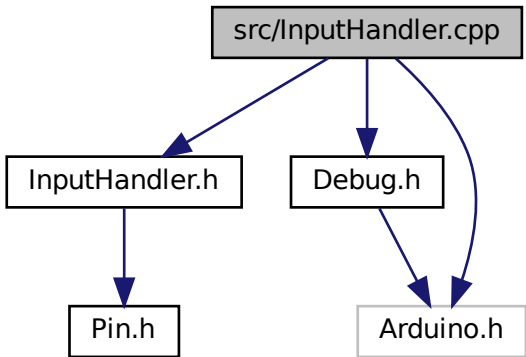 src/InputHandler.cpp
InputHandler.h
Debug.h
Pin.h
Arduino.h